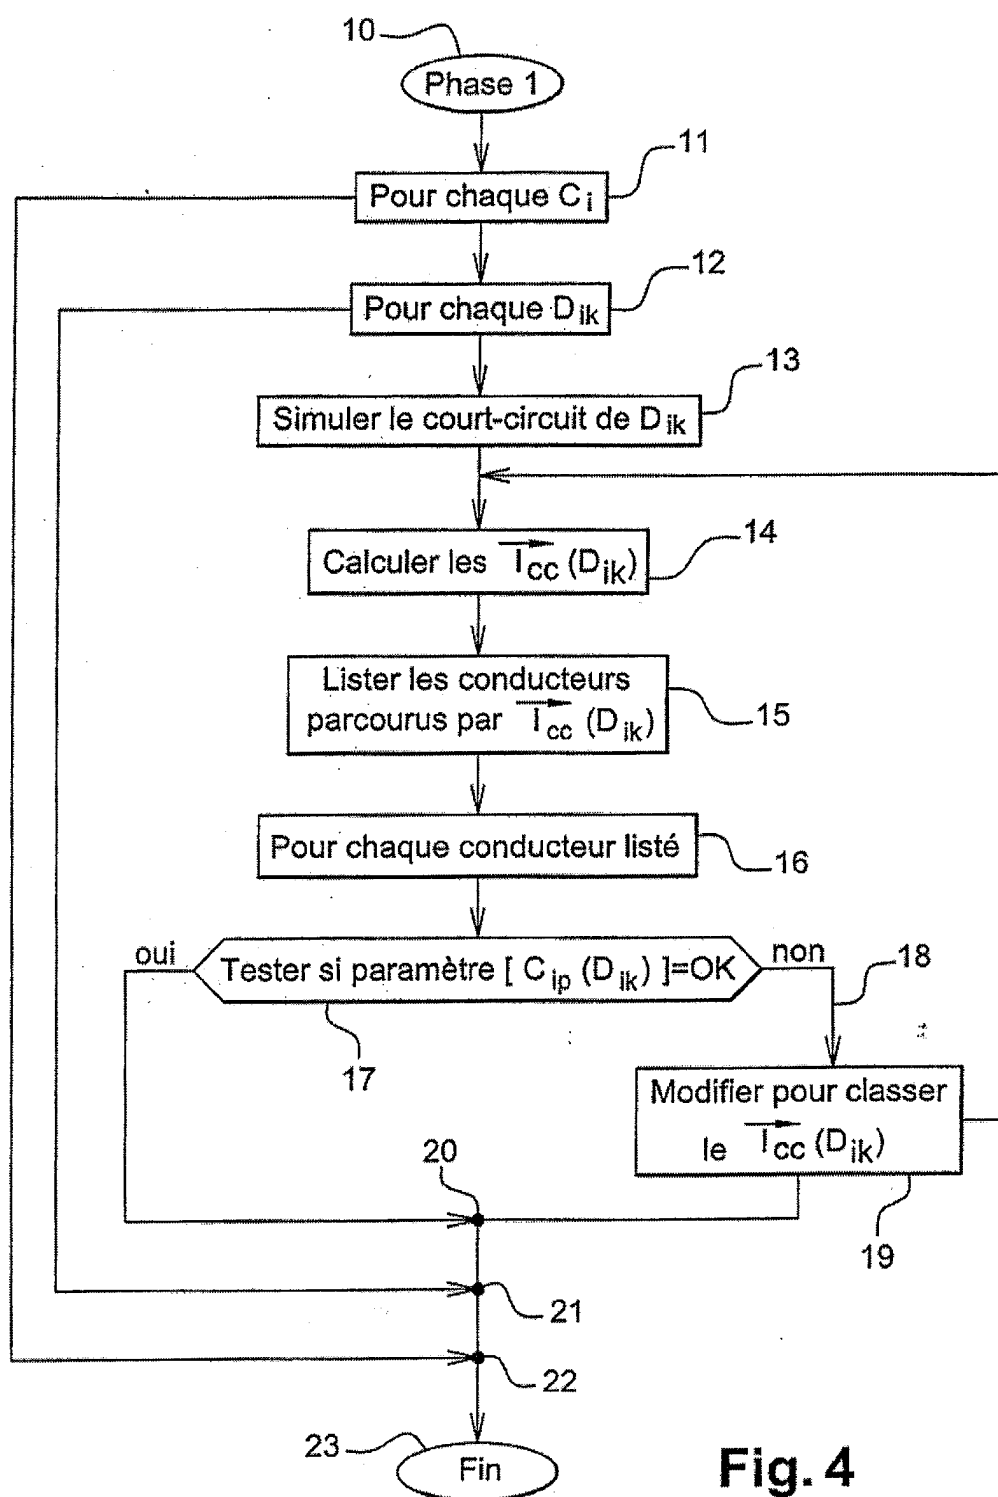 10
Phase 1
11
Pour chaque C i
12
Pour chaque D ik
13
Simuler le court-circuit de D ik
14
Calculer les I cc (D ik)
Lister les conducteurs
parcourus par I cc (D ik)
15
Pour chaque conducteur listé
16
oui
Tester si paramètre [ C ip (D ik) ]=OK
non
18
17
Modifier pour classer
le I cc (D ik)
20
19
21
22
23
Fin
Fig. 4